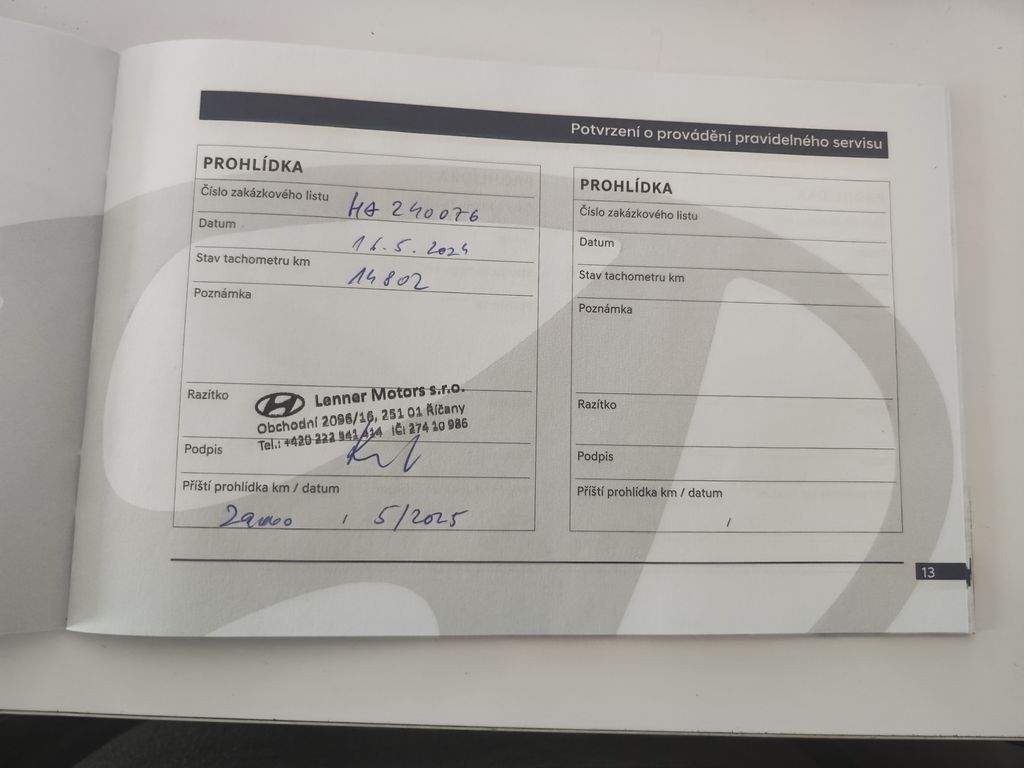 Potvrzení o provádění pravidelného servisu
PROHLÍDKA
Číslo zakázkového listu HA 240076
Datum 16.5.2024
Stav tachometru km 14802
Poznámka
Razítko
Lenner Motors s.r.o.
Obchodní 2096/16, 251 01 Říčany
Tel.: +420 222 941 414 IČ: 274 10 986
Podpis
Příští prohlídka km / datum
/ 5/2025
PROHLÍDKA
Číslo zakázkového listu
Datum
Stav tachometru km
Poznámka
Razítko
Podpis
Příští prohlídka km / datum
/
13